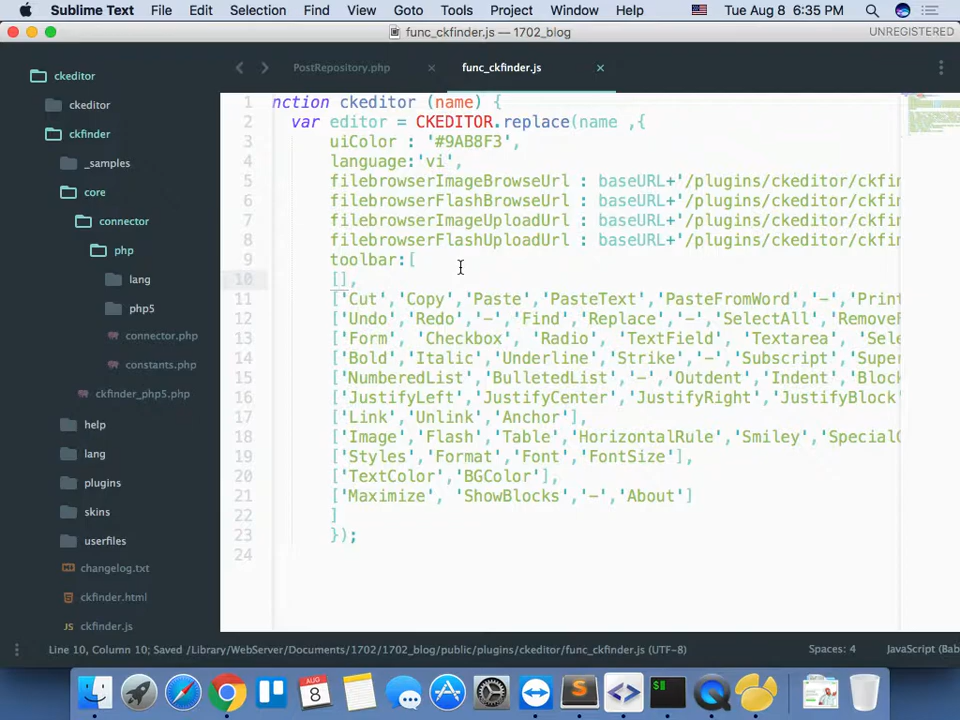 Sublime Text File Edit Selection Find View Goto Tools Project Window Help Tue Aug 8 6:35 PM
func_ckfinder.js — 1702_blog UNREGISTERED
PostRepository.php × func_ckfinder.js ×
ckeditor
ckeditor
ckfinder
_samples
core
connector
php
lang
php5
connector.php
constants.php
ckfinder_php5.php
help
lang
plugins
skins
userfiles
changelog.txt
ckfinder.html
JS ckfinder.js
1 nction ckeditor (name) {
2 var editor = CKEDITOR.replace(name ,{
3 uiColor : '#9AB8F3',
4 language:'vi',
5 filebrowserImageBrowseUrl : baseURL+'/plugins/ckeditor/ckfin
6 filebrowserFlashBrowseUrl : baseURL+'/plugins/ckeditor/ckfin
7 filebrowserImageUploadUrl : baseURL+'/plugins/ckeditor/ckfin
8 filebrowserFlashUploadUrl : baseURL+'/plugins/ckeditor/ckfin
9 toolbar:[
10 [],
11 ['Cut','Copy','Paste','PasteText','PasteFromWord','-','Print
12 ['Undo','Redo','-','Find','Replace','-','SelectAll','RemoveF
13 ['Form', 'Checkbox', 'Radio', 'TextField', 'Textarea', 'Sele
14 ['Bold','Italic','Underline','Strike','-','Subscript','Super
15 ['NumberedList','BulletedList','-','Outdent','Indent','Block
16 ['JustifyLeft','JustifyCenter','JustifyRight','JustifyBlock'
17 ['Link','Unlink','Anchor'],
18 ['Image','Flash','Table','HorizontalRule','Smiley','SpecialC
19 ['Styles','Format','Font','FontSize'],
20 ['TextColor','BGColor'],
21 ['Maximize', 'ShowBlocks','-','About']
22 ]
23 });
24
Line 10, Column 10; Saved /Library/WebServer/Documents/1702/1702_blog/public/plugins/ckeditor/func_ckfinder.js (UTF-8) Spaces: 4 JavaScript (Bab
AUG
8